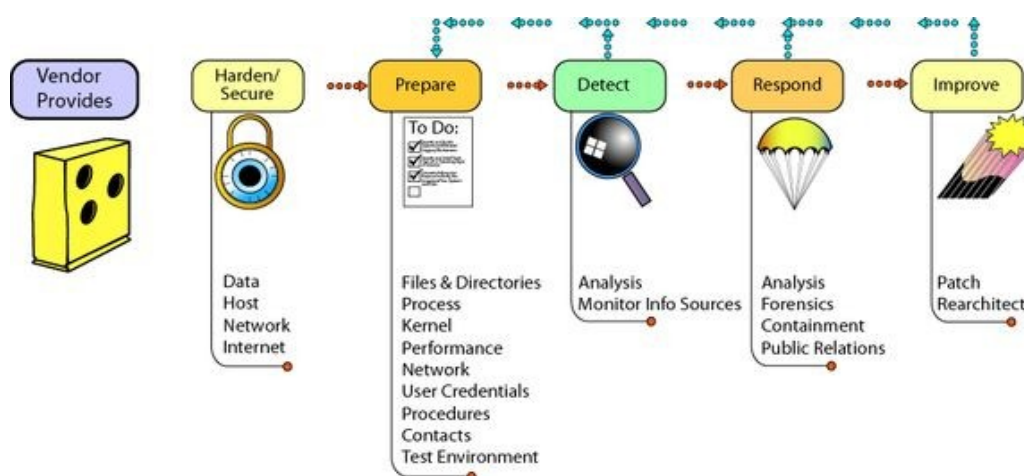 Vendor
Provides
Harden/
Secure
Prepare
Detect
Respond
Improve
To Do:
Data
Host
Network
Internet
Files & Directories
Process
Kernel
Performance
Network
User Credentials
Procedures
Contacts
Test Environment
Analysis
Monitor Info Sources
Analysis
Forensics
Containment
Public Relations
Patch
Rearchitect